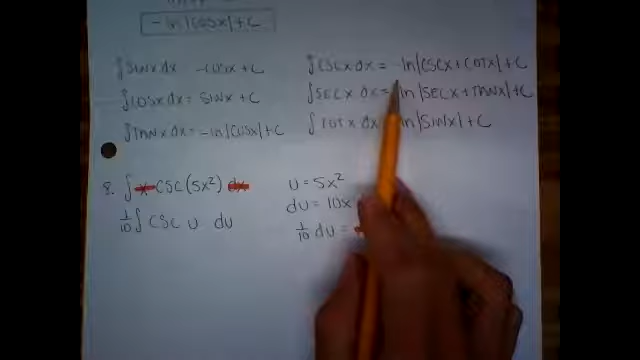 -ln|cosx|+C
∫sinx dx -cosx+C
∫cosx dx = sinx+C
∫tanx dx = -ln|cosx|+C
∫cscx dx = -ln|cscx+cotx|+C
∫secx dx = ln|secx+tanx|+C
∫cotx dx ln|sinx|+C
8. ∫ x csc(5x²) dx
1/10 ∫ csc u du
u = 5x²
du = 10x
1/10 du =